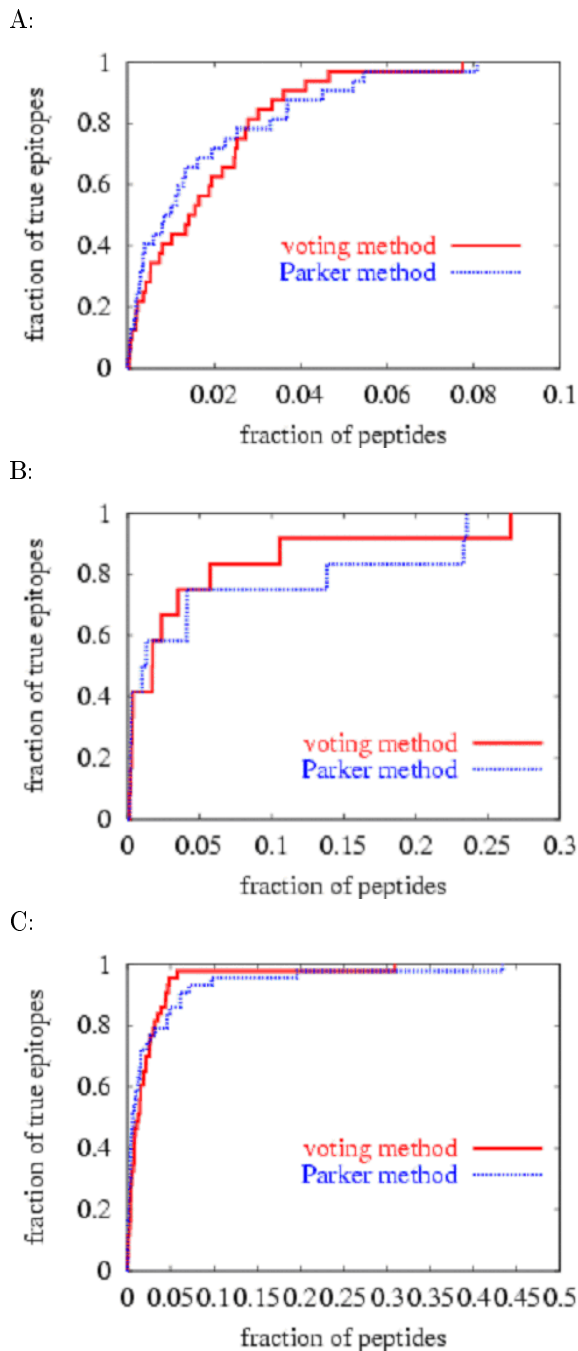 A:
1
0.8
0.6
0.4
0.2
0
fraction of true epitopes
voting method
Parker method
0.02 0.04 0.06 0.08 0.1
fraction of peptides
B:
1
0.8
0.6
0.4
0.2
0
fraction of true epitopes
voting method
Parker method
0 0.05 0.1 0.15 0.2 0.25 0.3
fraction of peptides
C:
1
0.8
0.6
0.4
0.2
0
fraction of true epitopes
voting method
Parker method
0 0.05 0.1 0.15 0.2 0.25 0.3 0.35 0.4 0.45 0.5
fraction of peptides